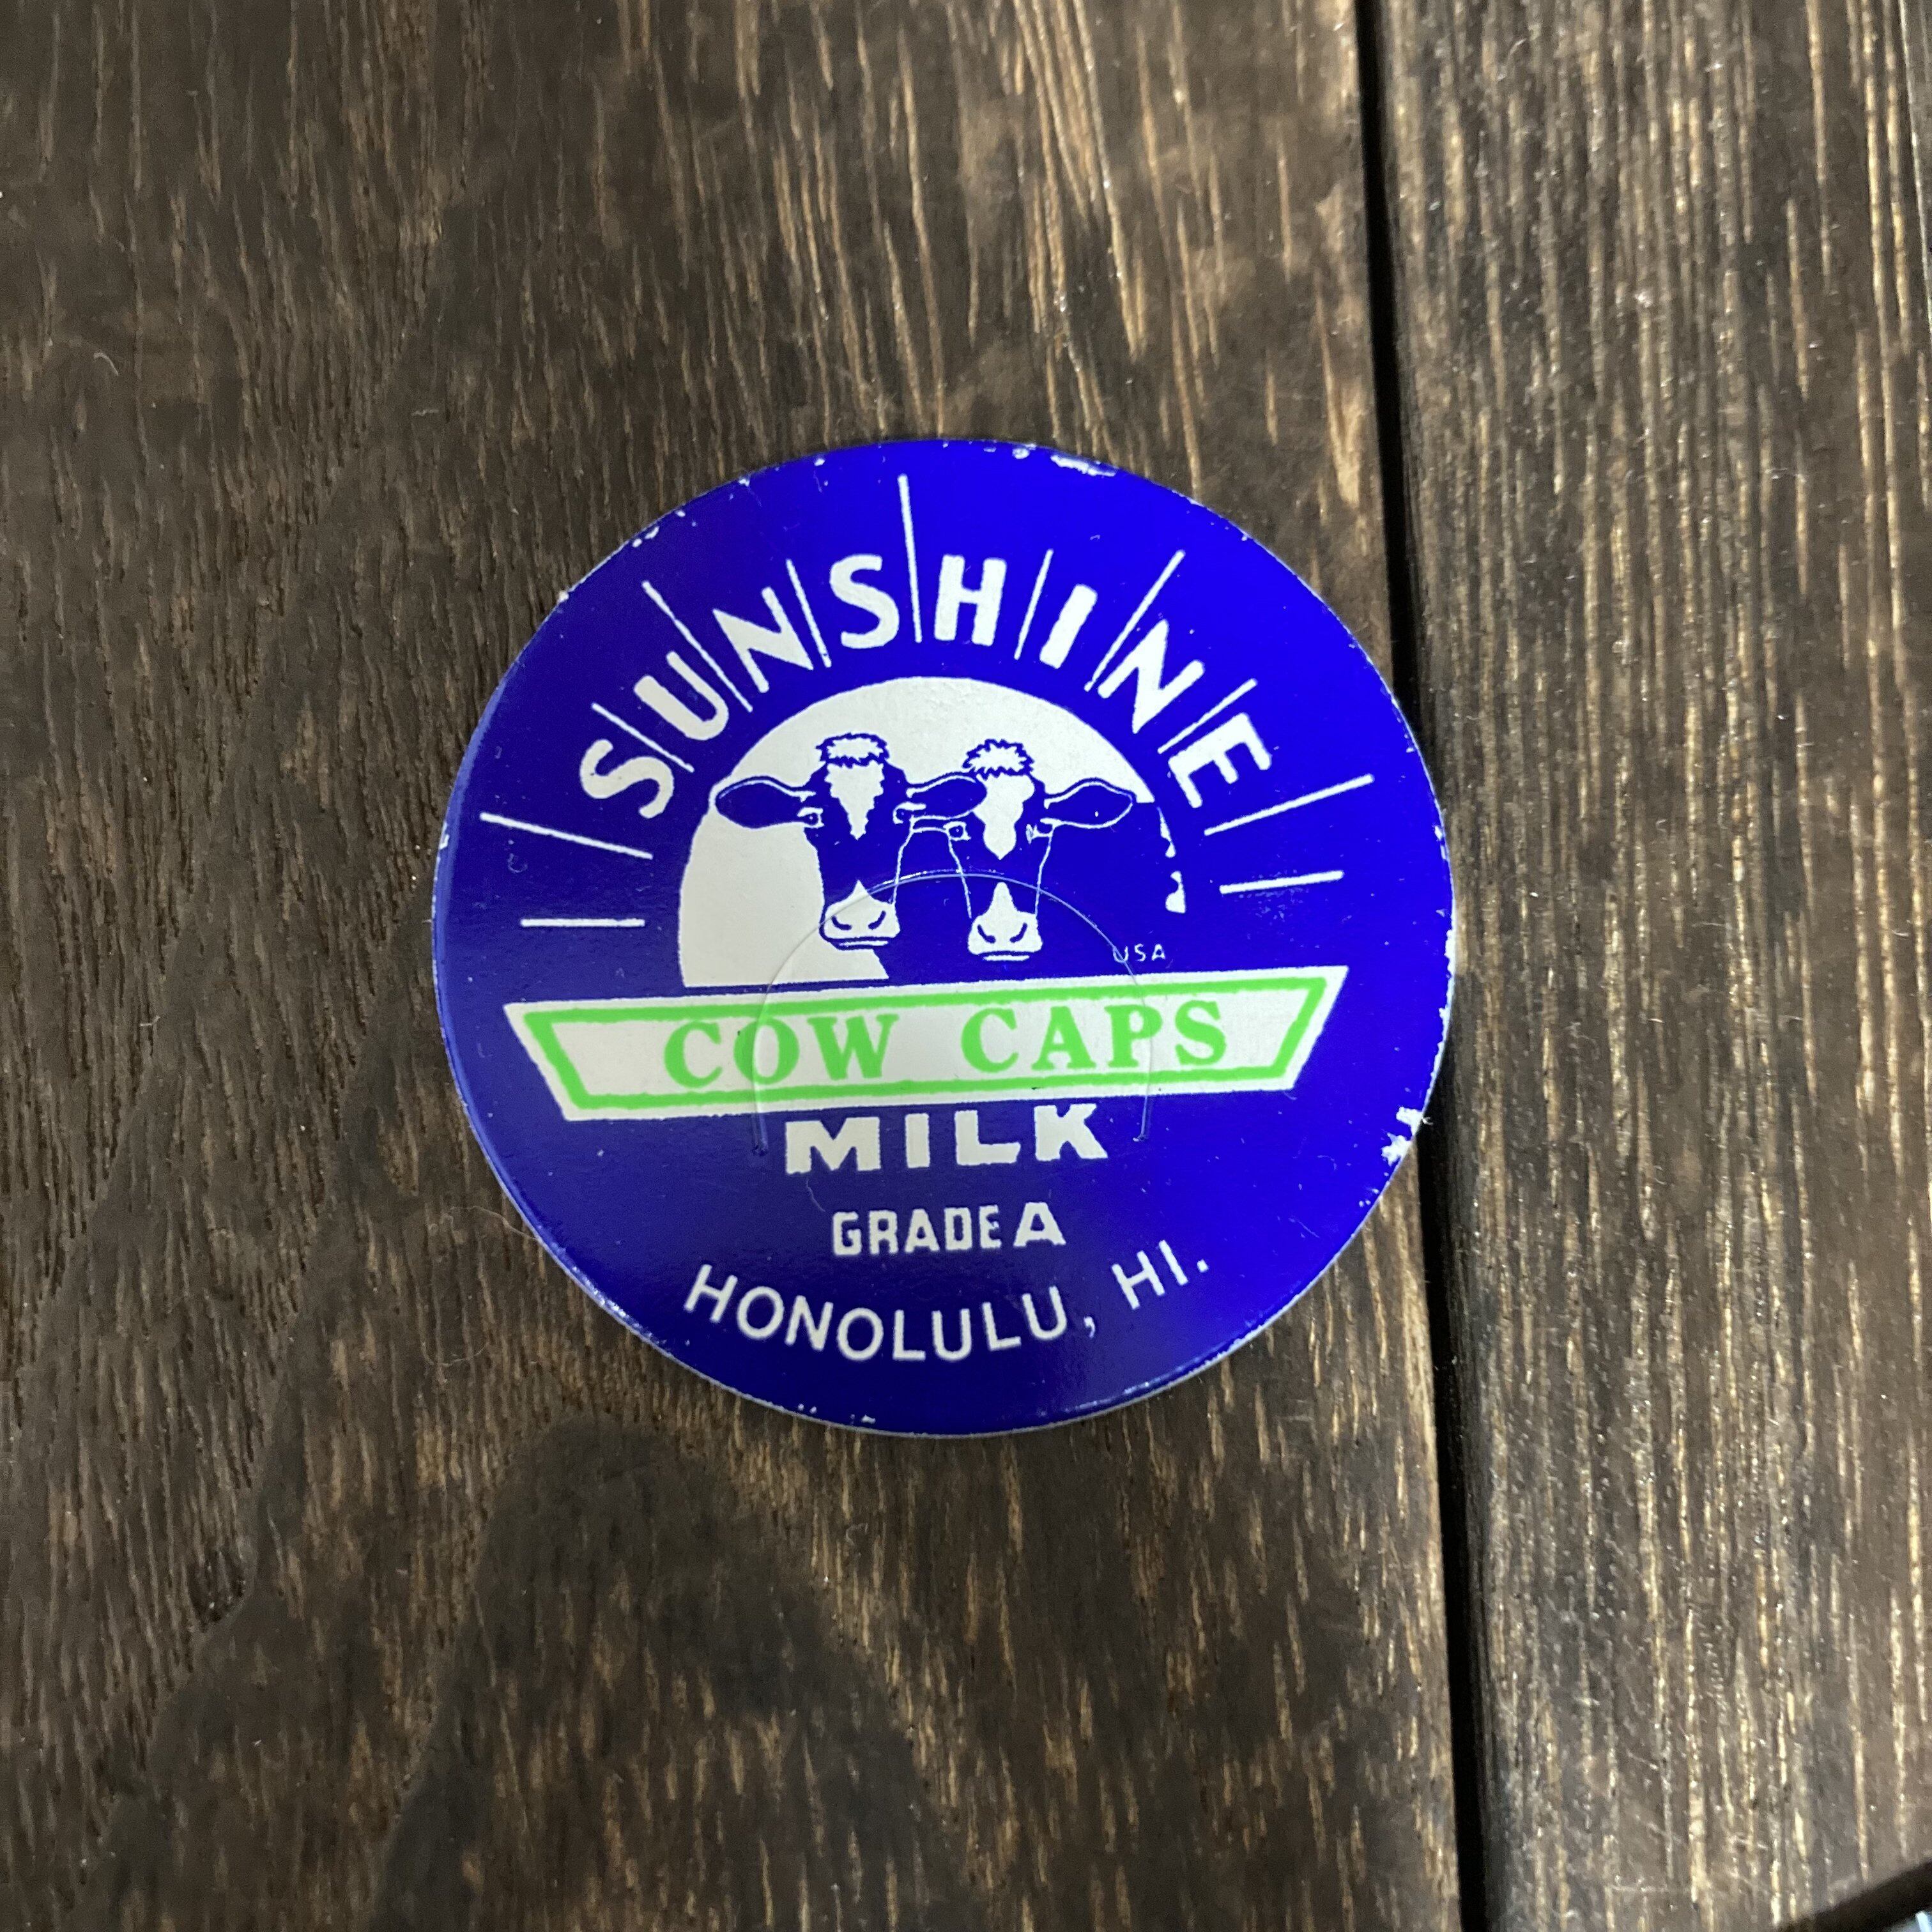 SUNSHINE
USA
COW CAPS
MILK
GRADE A
HONOLULU, HI.